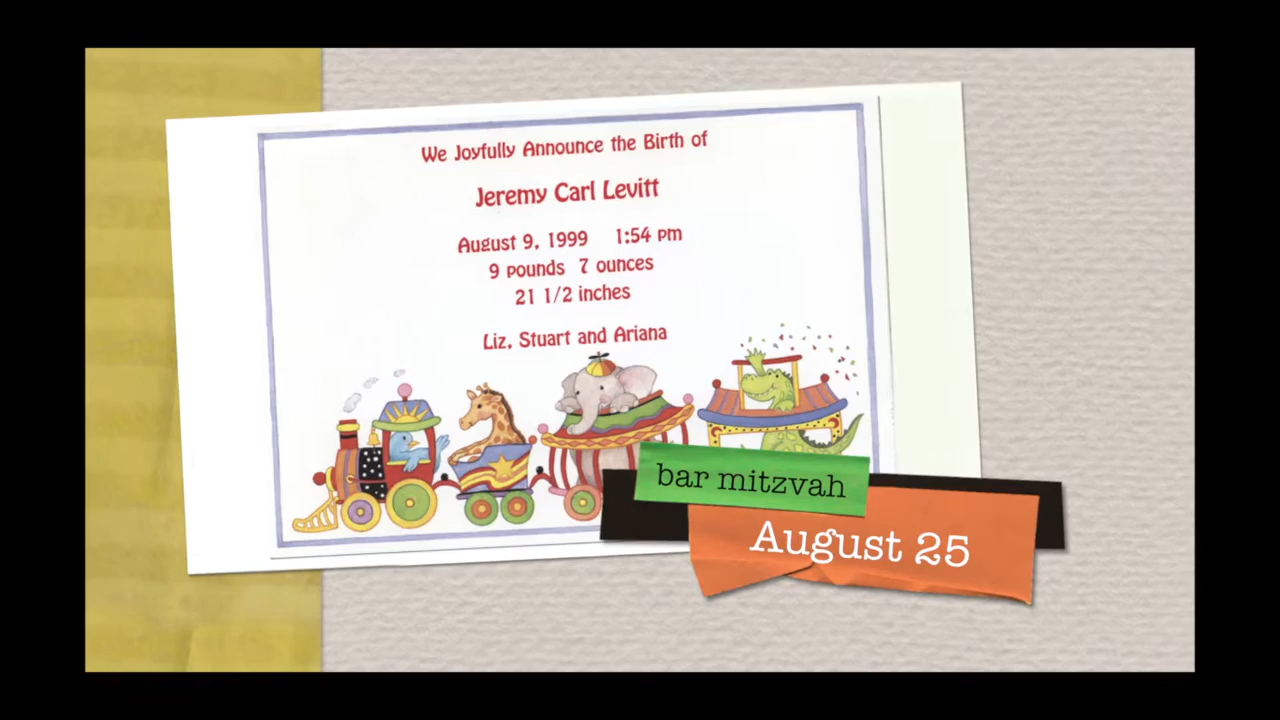 We Joyfully Announce the Birth of
Jeremy Carl Levitt
August 9, 1999 1:54 pm
9 pounds 7 ounces
21 1/2 inches
Liz, Stuart and Ariana
bar mitzvah
August 25